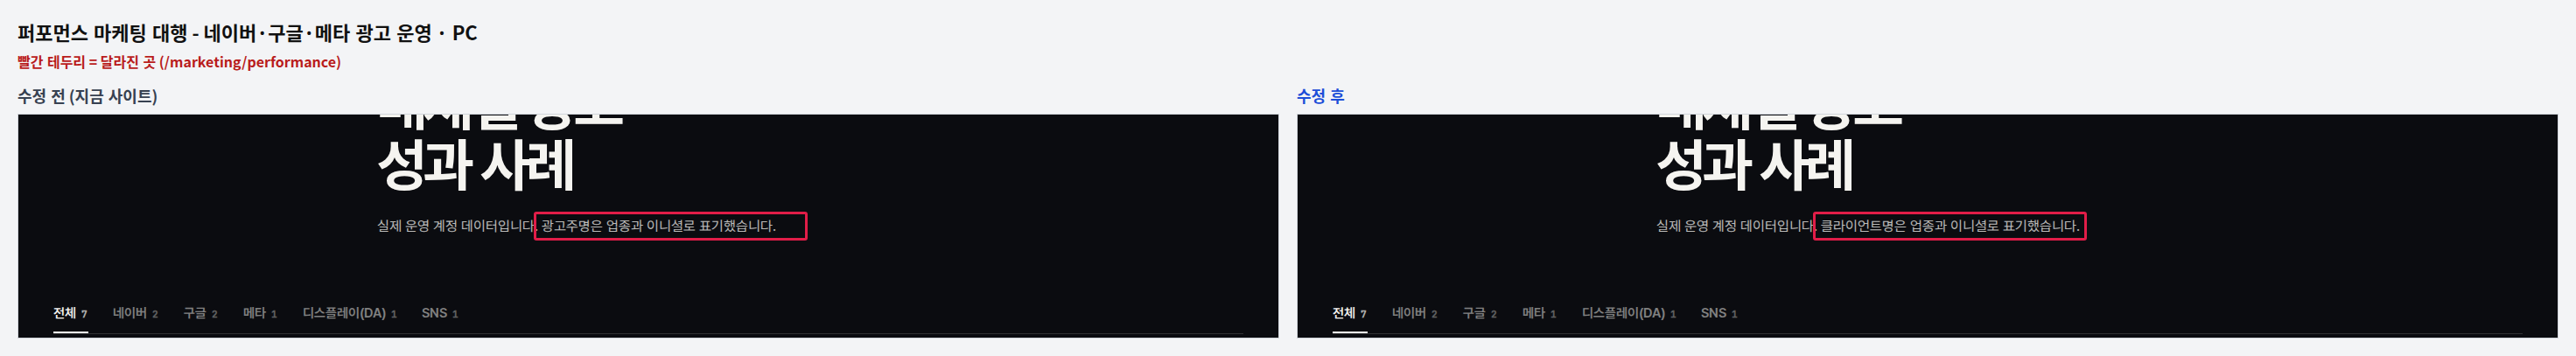 퍼포먼스 마케팅 대행 - 네이버·구글·메타 광고 운영 · PC
빨간 테두리 = 달라진 곳 (/marketing/performance)
수정 전 (지금 사이트)
성과 사례
실제 운영 계정 데이터입니다. 광고주명은 업종과 이니셜로 표기했습니다.
전체 7 네이버 2 구글 2 메타 1 디스플레이(DA) 1 SNS 1
수정 후
성과 사례
실제 운영 계정 데이터입니다. 클라이언트명은 업종과 이니셜로 표기했습니다.
전체 7 네이버 2 구글 2 메타 1 디스플레이(DA) 1 SNS 1